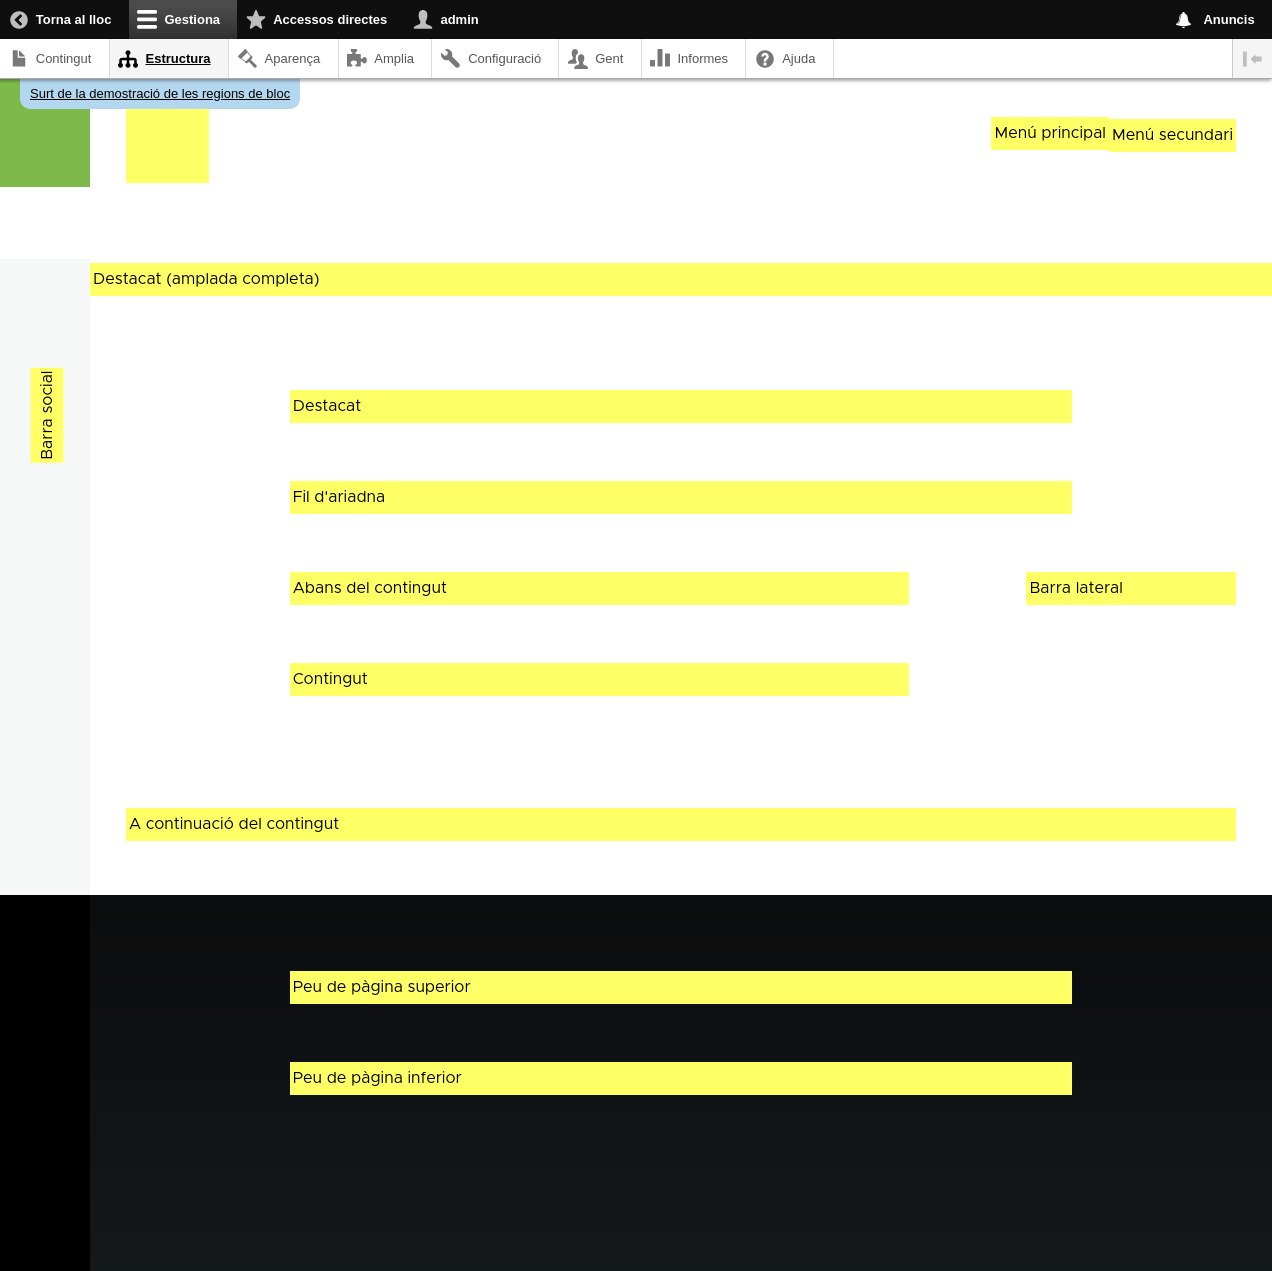 Torna al lloc
Gestiona
Accessos directes
admin
Anuncis
Contingut
Estructura
Aparença
Amplia
Configuració
Gent
Informes
Ajuda
Surt de la demostració de les regions de bloc
Menú principal
Menú secundari
Destacat (amplada completa)
Barra social
Destacat
Fil d'ariadna
Abans del contingut
Barra lateral
Contingut
A continuació del contingut
Peu de pàgina superior
Peu de pàgina inferior